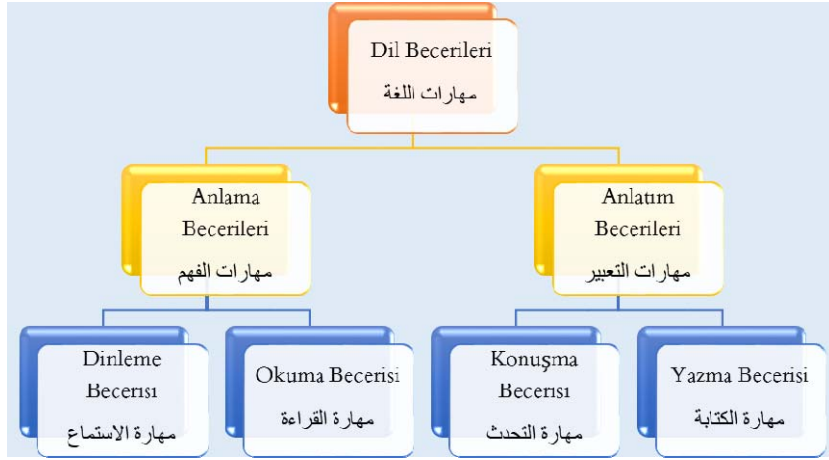 Dil Becerileri
مهارات اللغة
Anlama
Becerileri
مهارات الفهم
Anlatım
Becerileri
مهارات التعبير
Dinleme
Becerisi
مهارة الاستماع
Okuma Becerisi
مهارة القراءة
Konuşma
Becerisi
مهارة التحدث
Yazma Becerisi
مهارة الكتابة